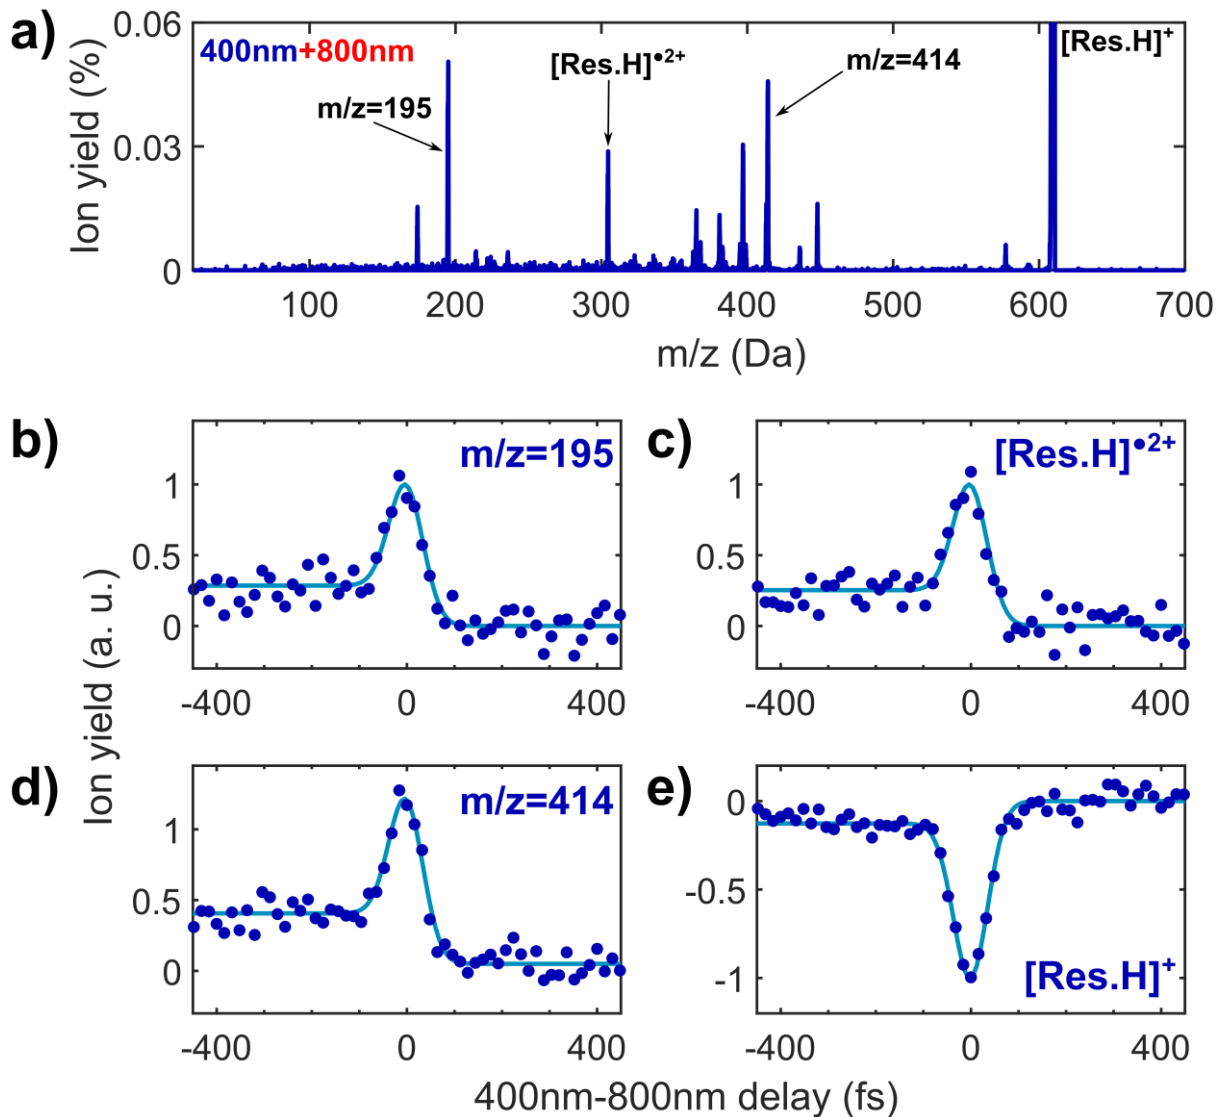 a)
Ion yield (%)
0.06
0.03
0
400nm+800nm
m/z=195
[Res.H]•2+
m/z=414
[Res.H]+
100 200 300 400 500 600 700
m/z (Da)
b)
m/z=195
1
0.5
0
-400 0 400
c)
[Res.H]•2+
1
0.5
0
-400 0 400
Ion yield (a. u.)
d)
m/z=414
1
0.5
0
-400 0 400
e)
0
-0.5
-1
[Res.H]+
-400 0 400
400nm-800nm delay (fs)